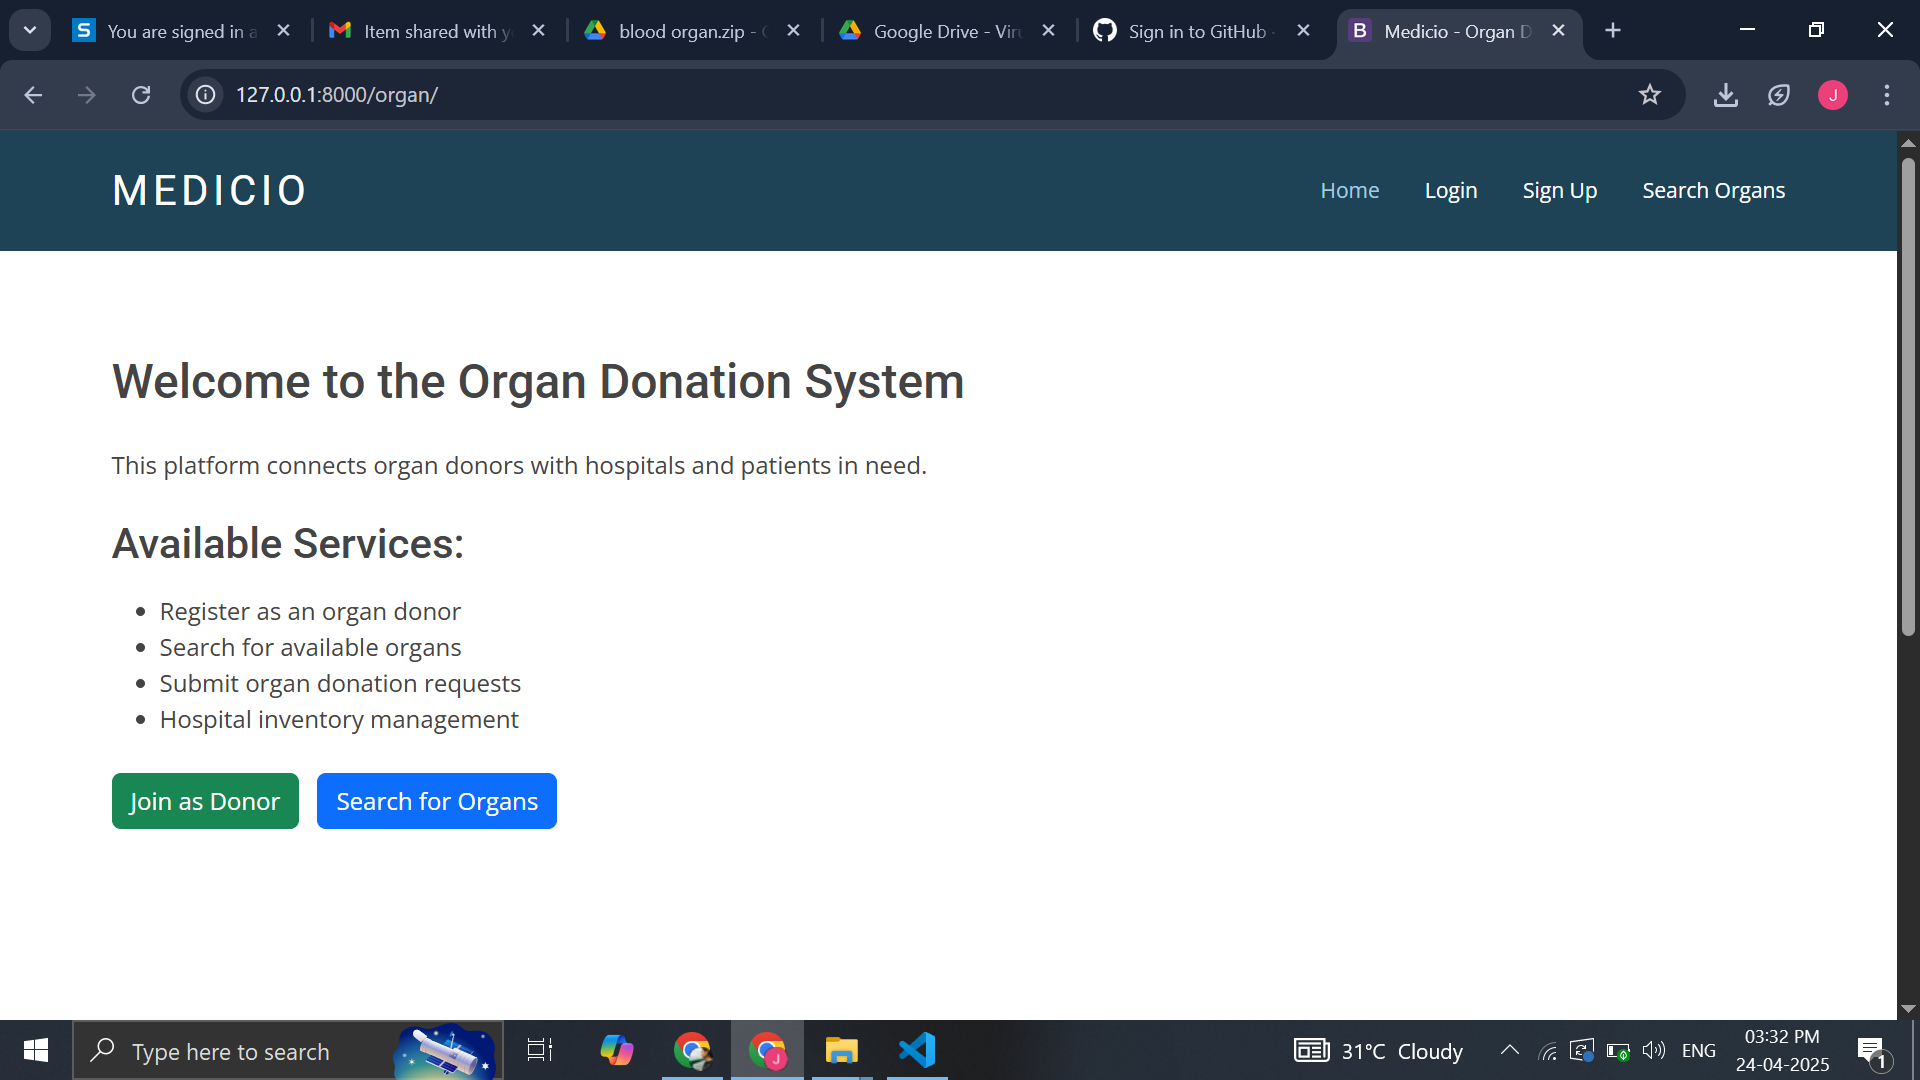 You are signed in a
Item shared with y
blood organ.zip -
Google Drive - Viru
Sign in to GitHub
Medicio - Organ D
127.0.0.1:8000/organ/
J
MEDICIO
Home
Login
Sign Up
Search Organs
Welcome to the Organ Donation System
This platform connects organ donors with hospitals and patients in need.
Available Services:
Register as an organ donor
Search for available organs
Submit organ donation requests
Hospital inventory management
Join as Donor
Search for Organs
Type here to search
31°C Cloudy
ENG
03:32 PM
24-04-2025
1